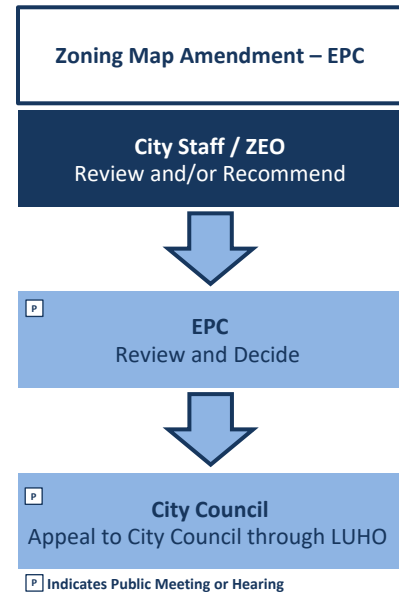 Zoning Map Amendment – EPC
City Staff / ZEO
Review and/or Recommend
P
EPC
Review and Decide
P
City Council
Appeal to City Council through LUHO
P Indicates Public Meeting or Hearing